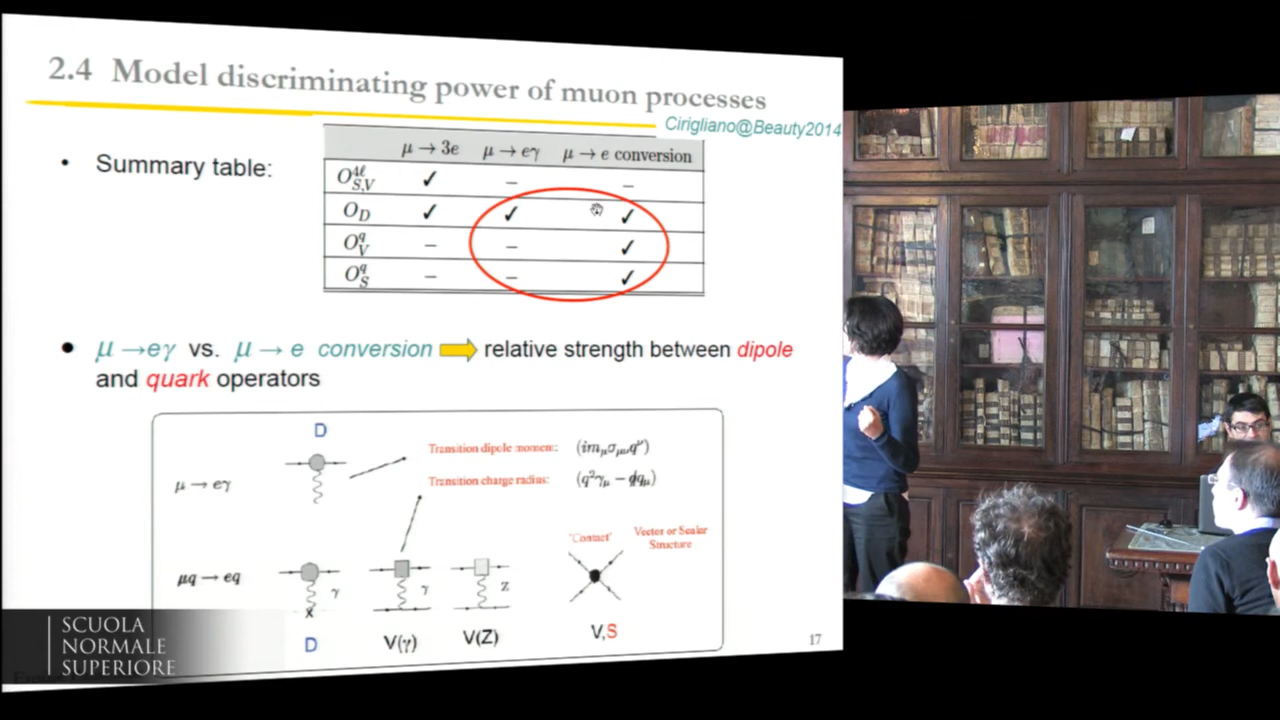 2.4 Model discriminating power of muon processes
Cirigliano@Beauty2014
• Summary table:
μ → 3e μ → eγ μ → e conversion
O^{4ℓ}_{S,V} ✓ – –
O_D ✓ ✓ ✓
O^q_V – – ✓
O^q_S – – ✓
• μ → eγ vs. μ → e conversion relative strength between dipole
and quark operators
D
Transition dipole moment: (im_μσ_{μν}q^ν)
μ → eγ
Transition charge radius: (q²γ_μ − q̸q_μ)
'Contact' Vector or Scalar
Structure
μq → eq
γ γ Z
D V(γ) V(Z) V,S
17
SCUOLA
NORMALE
SUPERIORE